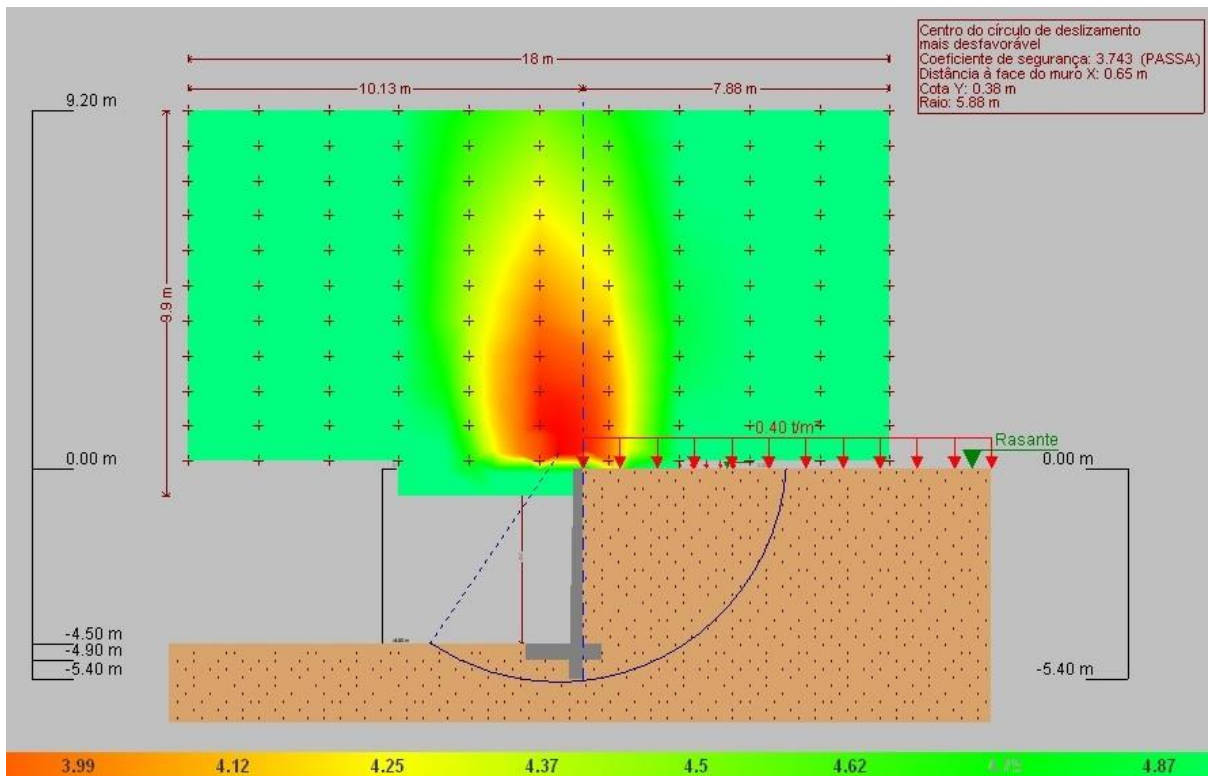 Centro do círculo de deslizamento
mais desfavorável
Coeficiente de segurança: 3.743 (PASSA)
Distância à face do muro X: 0.65 m
Cota Y: 0.38 m
Raio: 5.88 m
18 m
10.13 m
7.88 m
9.20 m
9.9 m
0.40 t/m²
Rasante
0.00 m
0.00 m
-4.50 m
-4.90 m
-5.40 m
-5.40 m
3.99 4.12 4.25 4.37 4.5 4.62 4.75 4.87